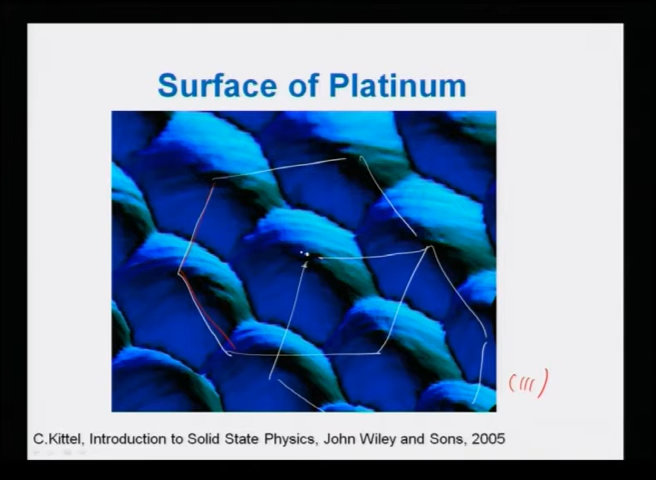 Surface of Platinum
(111)
C.Kittel, Introduction to Solid State Physics, John Wiley and Sons, 2005